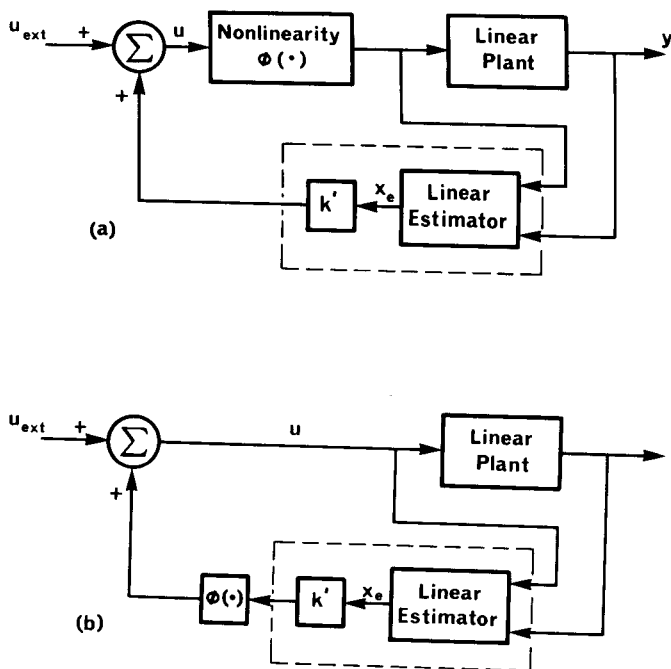 u_ext
+
Σ
u
Nonlinearity
Φ(·)
Linear
Plant
y
+
k'
x_e
Linear
Estimator
(a)
u_ext
+
Σ
u
Linear
Plant
+
Φ(·)
k'
x_e
Linear
Estimator
(b)